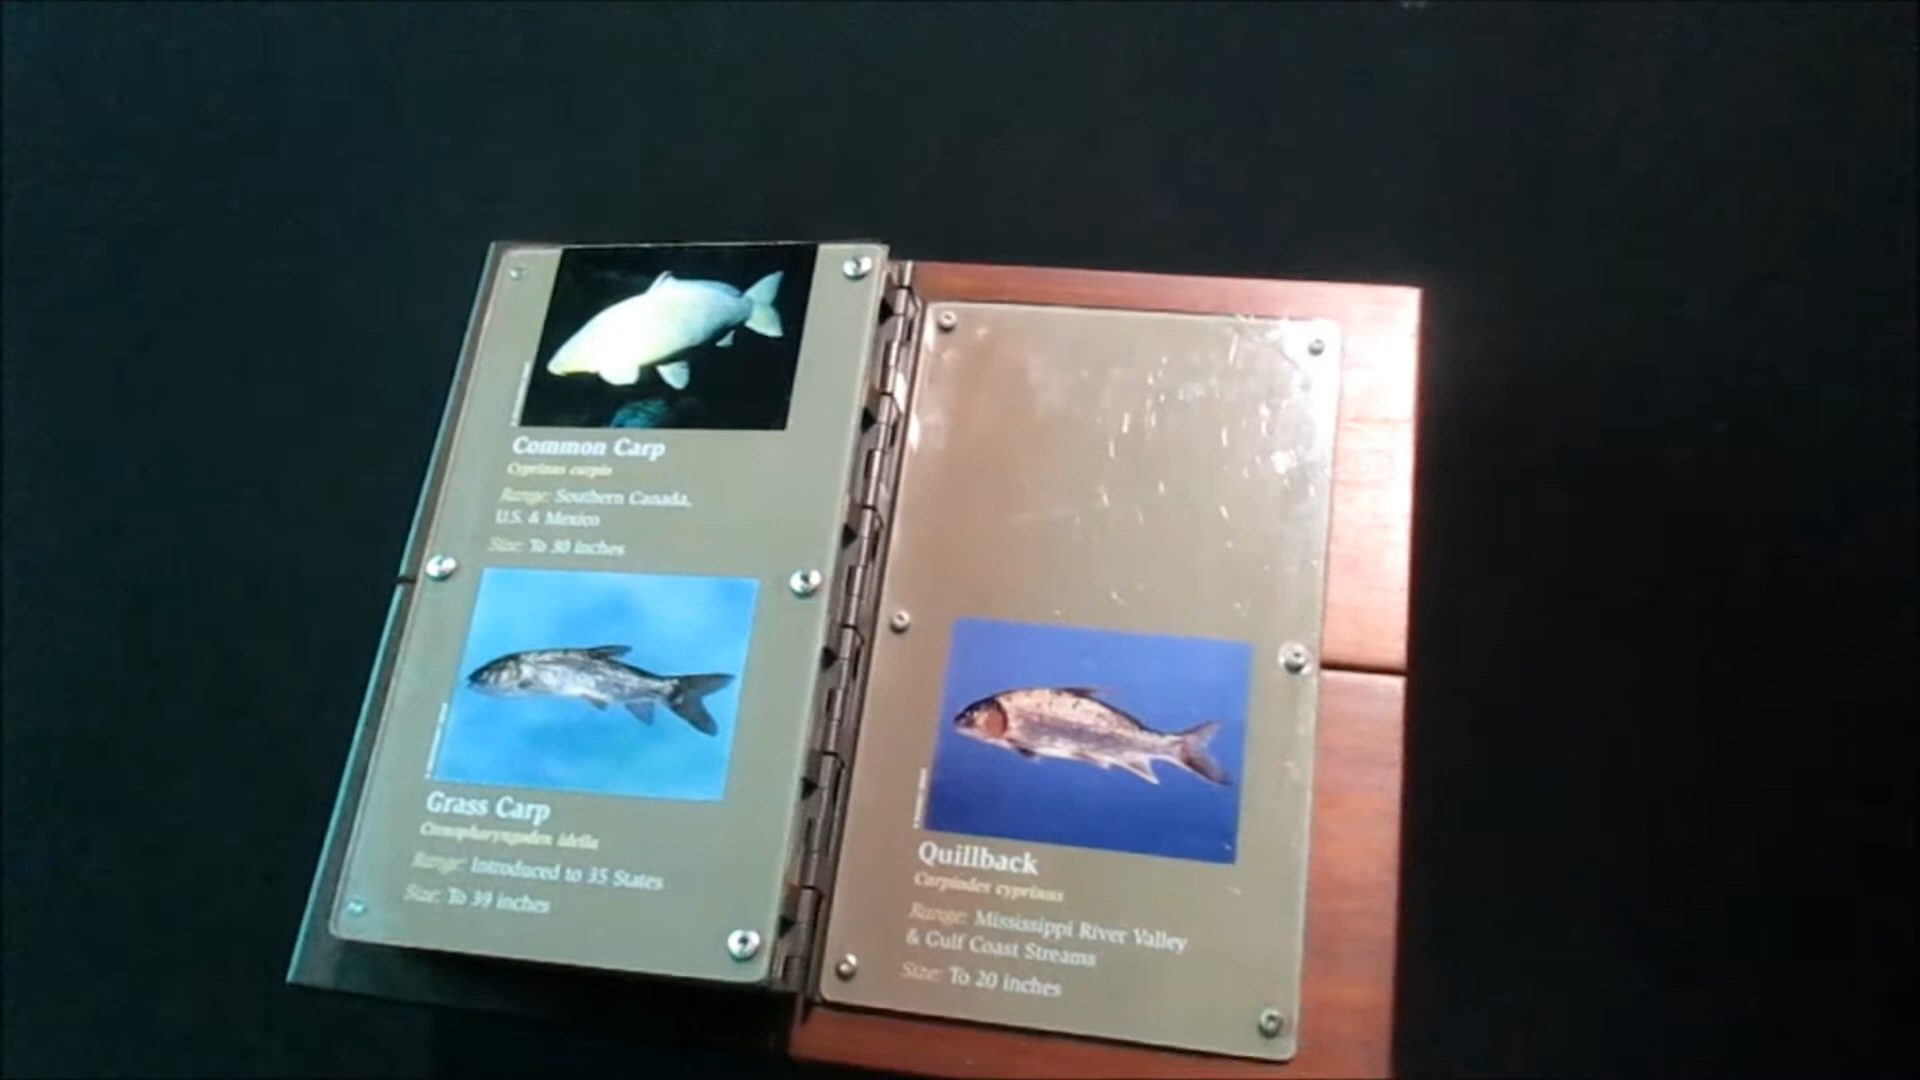 Common Carp
Cyprinus carpio
Range: Southern Canada,
U.S. & Mexico
Size: To 30 inches
Grass Carp
Ctenopharyngoden idella
Range: Introduced to 35 States
Size: To 39 inches
Quillback
Carpiodes cyprinus
Range: Mississippi River Valley
& Gulf Coast Streams
Size: To 20 inches